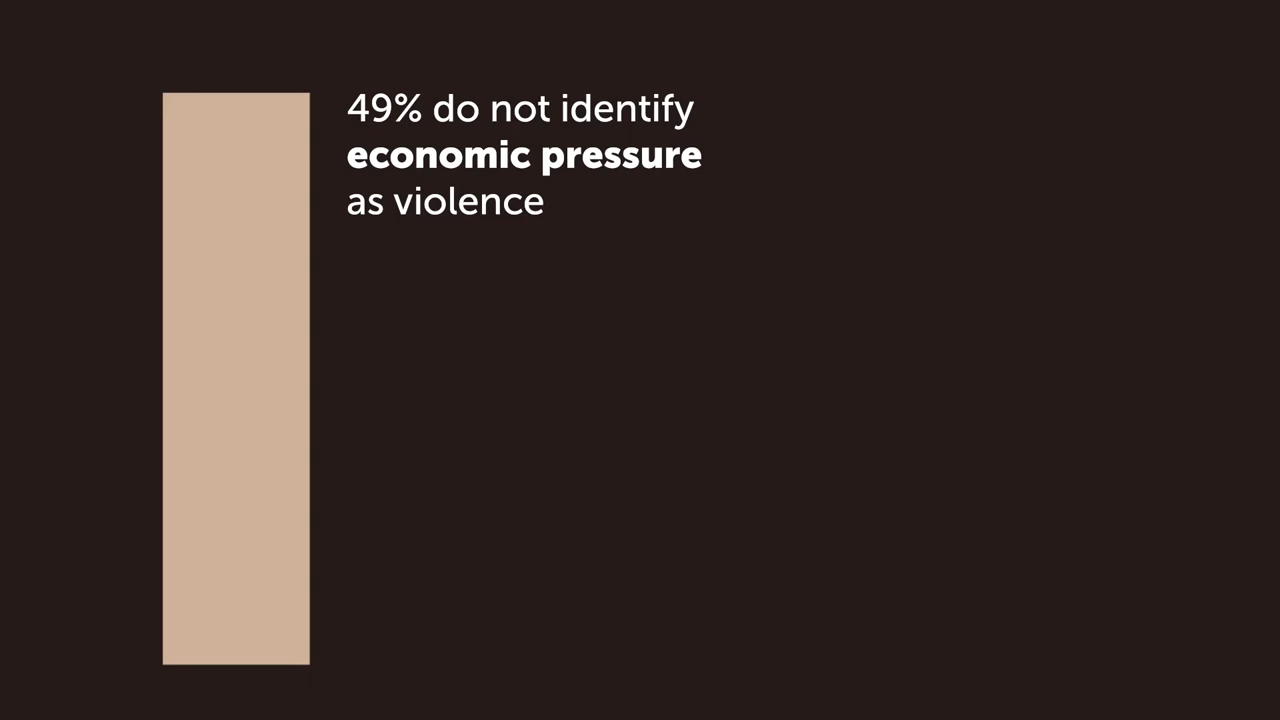 49% do not identify
economic pressure
as violence